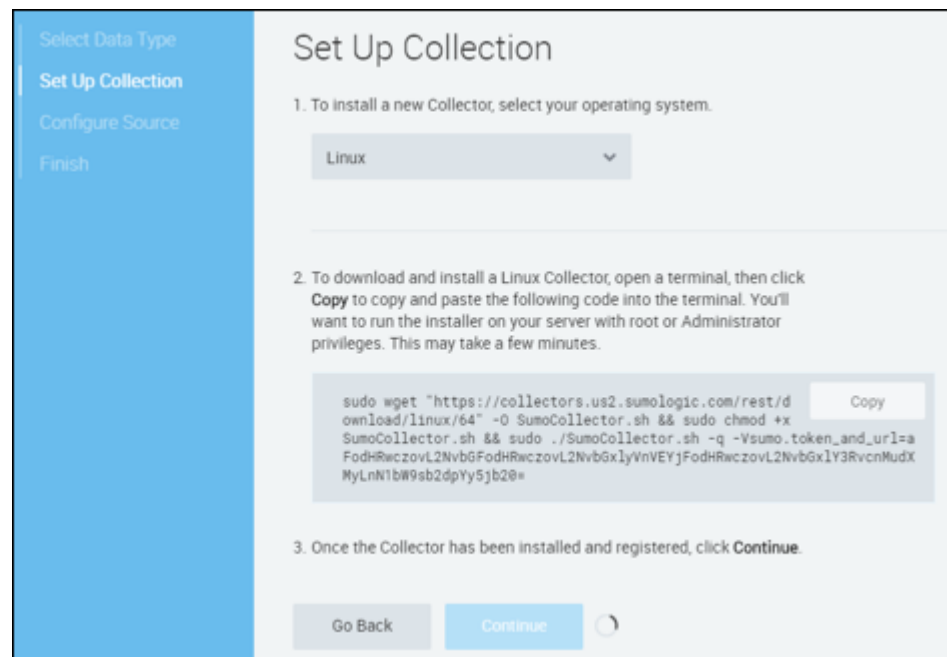 Select Data Type
Set Up Collection
Configure Source
Finish
Set Up Collection
1. To install a new Collector, select your operating system.
Linux
2. To download and install a Linux Collector, open a terminal, then click
Copy to copy and paste the following code into the terminal. You'll
want to run the installer on your server with root or Administrator
privileges. This may take a few minutes.
sudo wget "https://collectors.us2.sumologic.com/rest/d
ownload/linux/64" -O SumoCollector.sh && sudo chmod +x
SumoCollector.sh && sudo ./SumoCollector.sh -q -Vsumo.token_and_url=a
FodHRwczovL2NvbGFodHRwczovL2NvbGxlyVnVEYjFodHRwczovL2NvbGxlY3RvcnMudX
MyLnN1bW9sb2dpYy5jb20=
Copy
3. Once the Collector has been installed and registered, click Continue.
Go Back
Continue